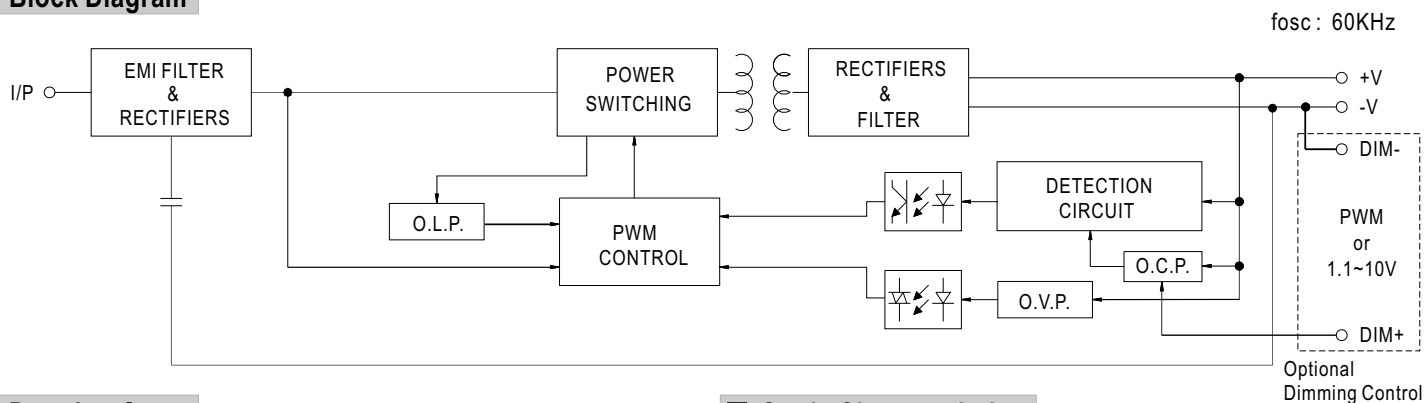 Block Diagram
fosc : 60KHz
I/P
EMI FILTER
&
RECTIFIERS
POWER
SWITCHING
RECTIFIERS
&
FILTER
+V
-V
DIM-
O.L.P.
PWM
CONTROL
DETECTION
CIRCUIT
O.C.P.
O.V.P.
PWM
or
1.1~10V
DIM+
Optional
Dimming Control